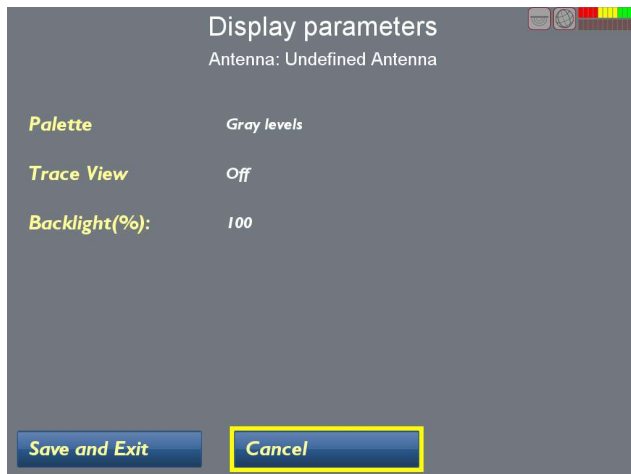 Display parameters
Antenna: Undefined Antenna
Palette Gray levels
Trace View Off
Backlight(%): 100
Save and Exit Cancel